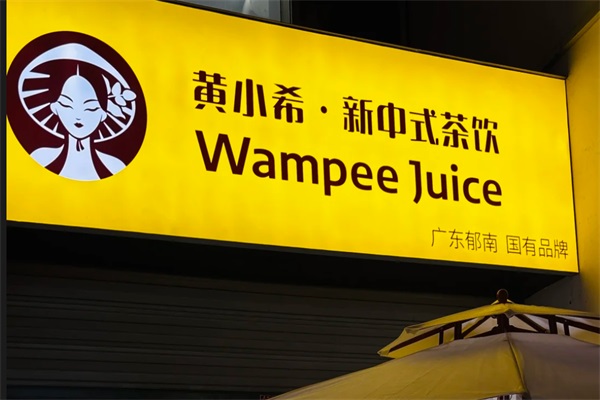 黄小希·新中式茶饮
Wampee Juice
广东郁南 国有品牌